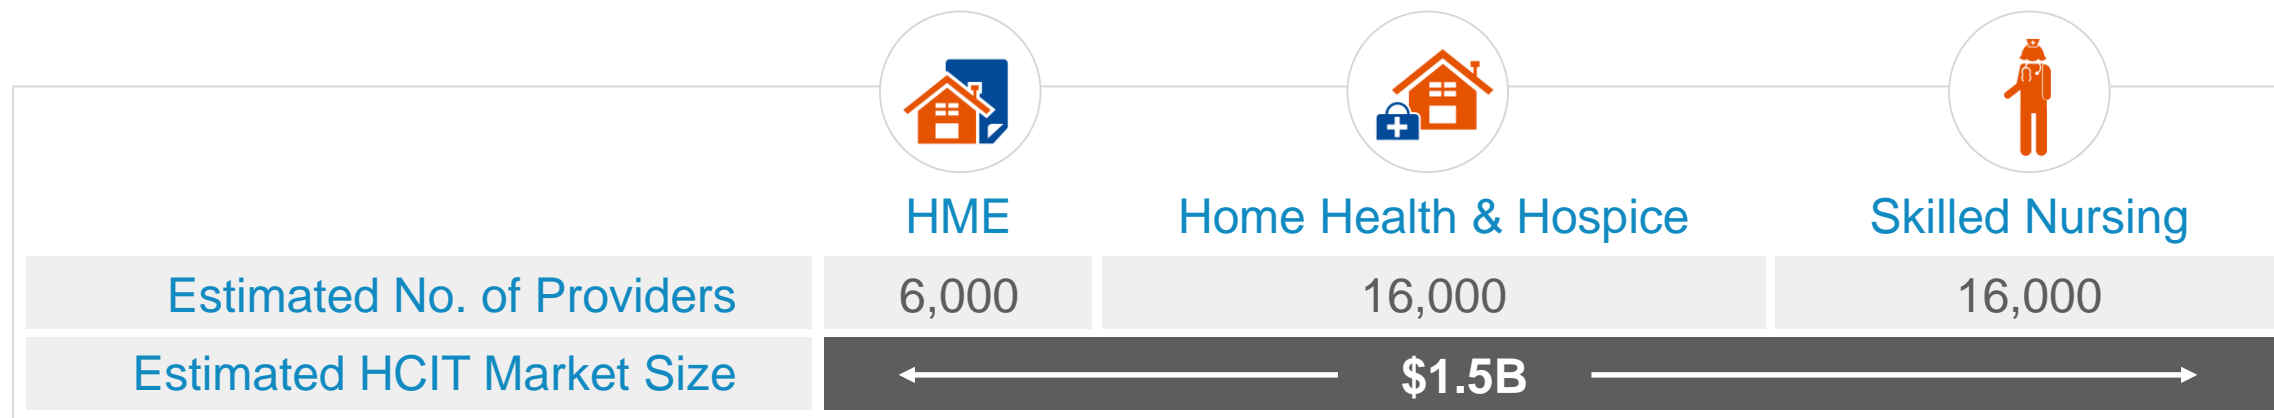 HME Home Health & Hospice Skilled Nursing
Estimated No. of Providers 6,000 16,000 16,000
Estimated HCIT Market Size $1.5B